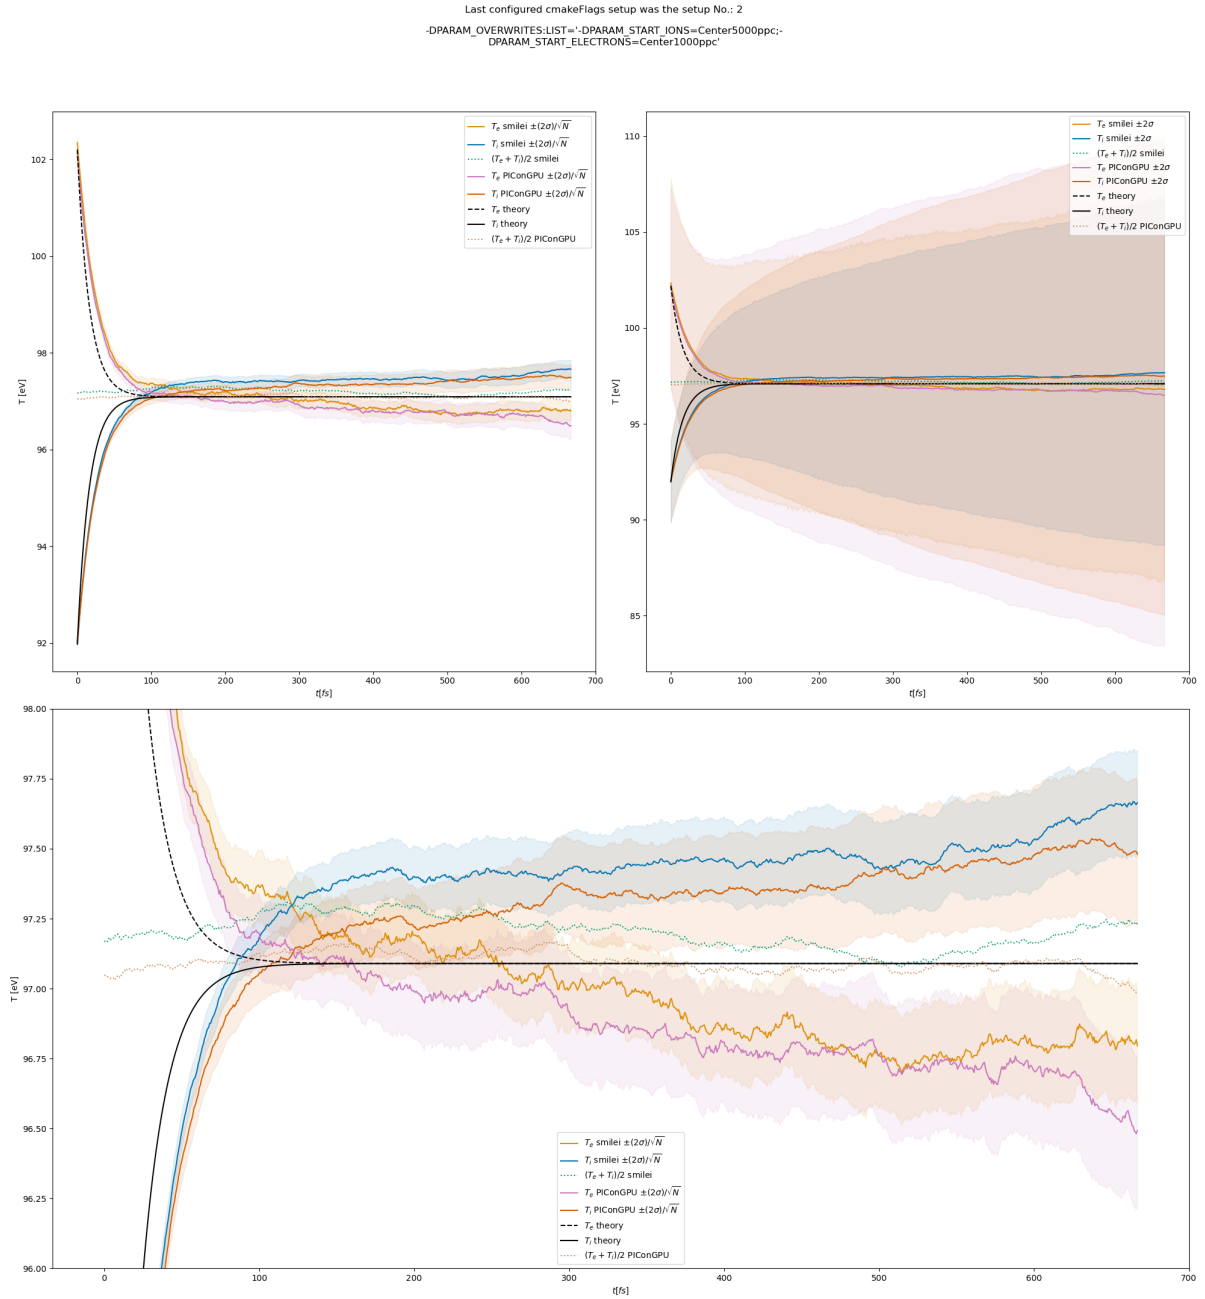 Last configured cmakeFlags setup was the setup No.: 2
-DPARAM_OVERWRITES:LIST='-DPARAM_START_IONS=Center5000ppc;-
DPARAM_START_ELECTRONS=Center1000ppc'
T_e smilei ±(2σ)/√N
T_i smilei ±(2σ)/√N
(T_e + T_i)/2 smilei
T_e PIConGPU ±(2σ)/√N
T_i PIConGPU ±(2σ)/√N
T_e theory
T_i theory
(T_e + T_i)/2 PIConGPU
102
100
98
96
94
92
T [eV]
0 100 200 300 400 500 600 700
t[fs]
T_e smilei ±2σ
T_i smilei ±2σ
(T_e + T_i)/2 smilei
T_e PIConGPU ±2σ
T_i PIConGPU ±2σ
T_e theory
T_i theory
(T_e + T_i)/2 PIConGPU
110
105
100
95
90
85
T [eV]
0 100 200 300 400 500 600 700
t[fs]
98.00
97.75
97.50
97.25
97.00
96.75
96.50
96.25
96.00
T [eV]
T_e smilei ±(2σ)/√N
T_i smilei ±(2σ)/√N
(T_e + T_i)/2 smilei
T_e PIConGPU ±(2σ)/√N
T_i PIConGPU ±(2σ)/√N
T_e theory
T_i theory
(T_e + T_i)/2 PIConGPU
0 100 200 300 400 500 600 700
t[fs]